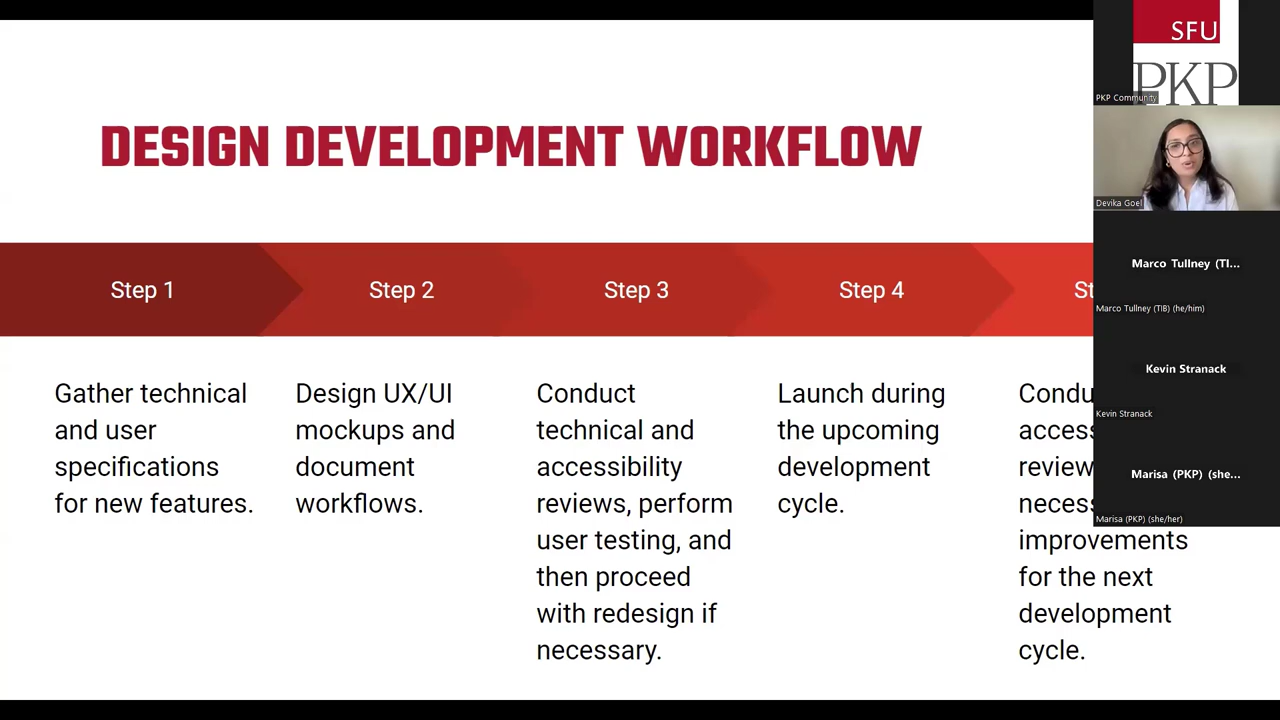 DESIGN DEVELOPMENT WORKFLOW
Step 1
Step 2
Step 3
Step 4
Gather technical
and user
specifications
for new features.
Design UX/UI
mockups and
document
workflows.
Conduct
technical and
accessibility
reviews, perform
user testing, and
then proceed
with redesign if
necessary.
Launch during
the upcoming
development
cycle.
improvements
for the next
development
cycle.
SFU
PKP
PKP Community
Devika Goel
Marco Tullney (TI...
Marco Tullney (TIB) (he/him)
Kevin Stranack
Kevin Stranack
Marisa (PKP) (she...
Marisa (PKP) (she/her)